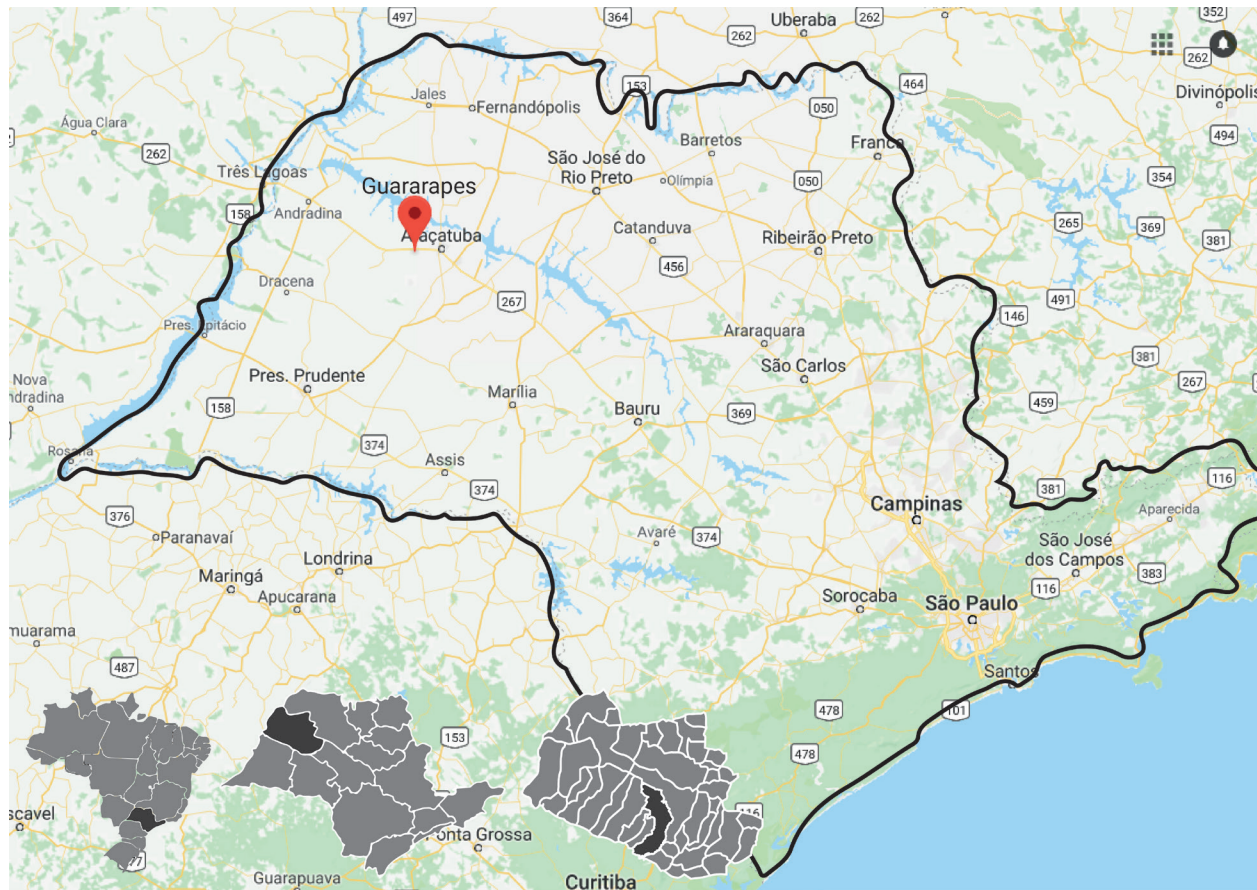 497
364
Uberaba
262
352
262
262
153
464
Jales
Fernandópolis
Divinópolis
050
Água Clara
494
Barretos
Franca
262
São José do
Rio Preto
Três Lagoas
Olímpia
050
354
Guararapes
158
Andradina
265
369
Araçatuba
Catanduva
Ribeirão Preto
381
456
Dracena
267
491
146
Pres. Epitácio
Araraquara
381
São Carlos
Nova
Pres. Prudente
267
Marília
158
459
Bauru
369
374
Rosana
Assis
116
374
381
376
Campinas
Aparecida
Paranavaí
Avaré
374
São José
dos Campos
Londrina
Maringá
383
116
Apucarana
Sorocaba
São Paulo
muarama
487
Santos
478
101
153
478
116
scavel
Ponta Grossa
Guarapuava
Curitiba